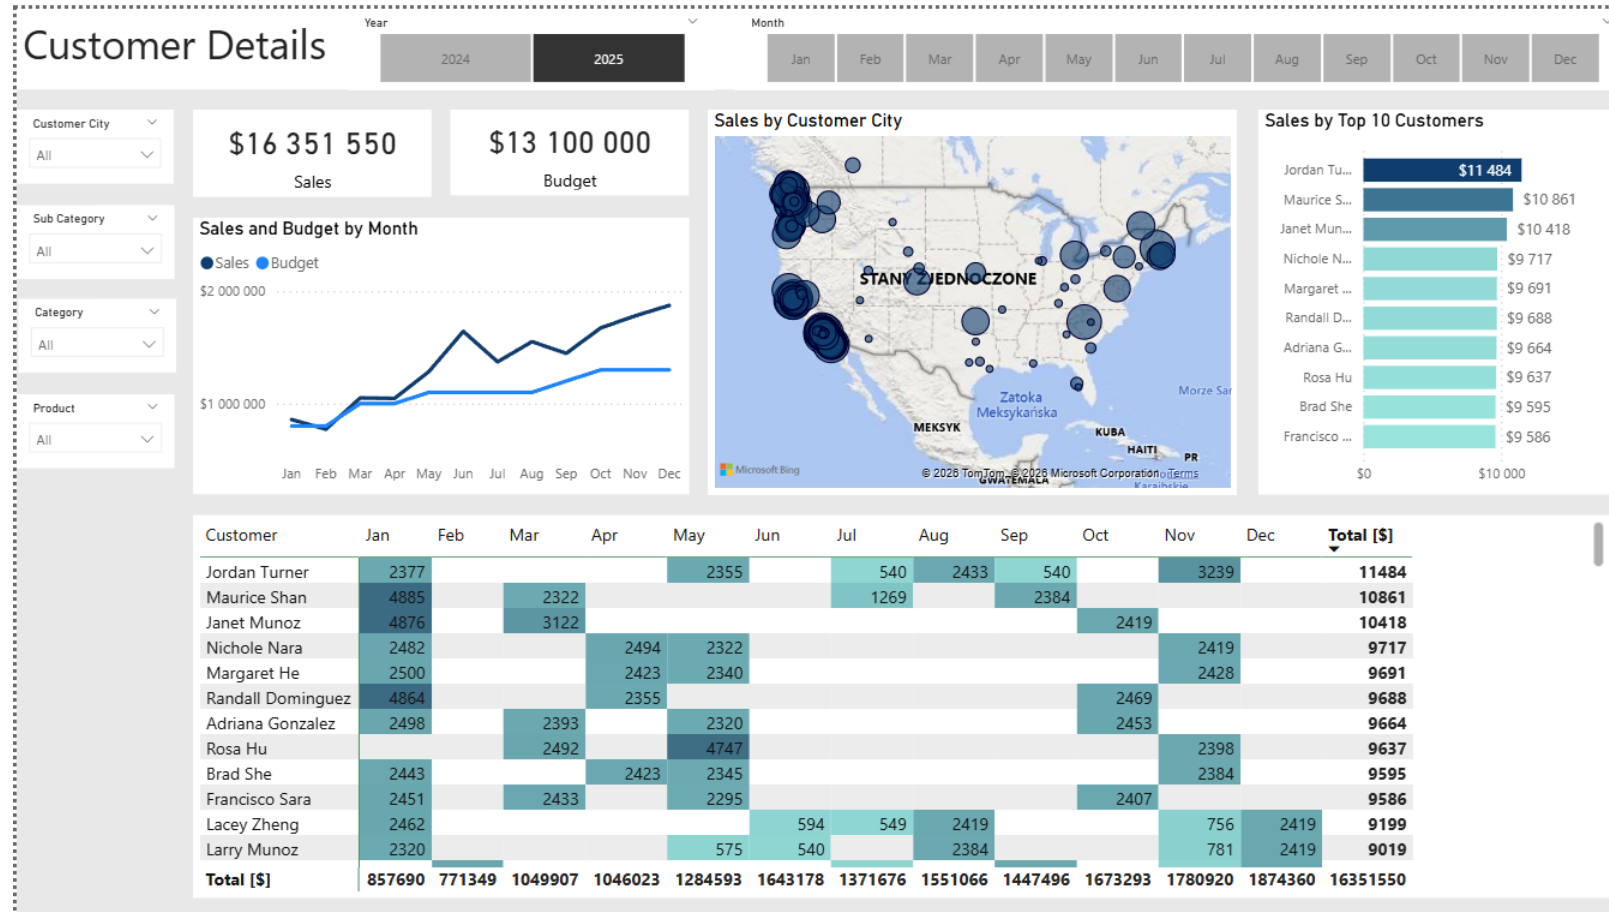 Customer Details
Year
2024 2025
Month
Jan Feb Mar Apr May Jun Jul Aug Sep Oct Nov Dec
Customer City
All
Sub Category
All
Category
All
Product
All
$16 351 550
Sales
$13 100 000
Budget
Sales and Budget by Month
Sales Budget
$2 000 000
$1 000 000
Jan Feb Mar Apr May Jun Jul Aug Sep Oct Nov Dec
Sales by Customer City
STANY ZJEDNOCZONE
Zatoka
Meksykańska
Morze Sar
MEKSYK
KUBA
HAITI
PR
GWATEMALA
Karaibskie
Microsoft Bing
© 2026 TomTom, © 2026 Microsoft Corporation Terms
Sales by Top 10 Customers
Jordan Tu... $11 484
Maurice S... $10 861
Janet Mun... $10 418
Nichole N... $9 717
Margaret ... $9 691
Randall D... $9 688
Adriana G... $9 664
Rosa Hu $9 637
Brad She $9 595
Francisco ... $9 586
$0 $10 000
Customer Jan Feb Mar Apr May Jun Jul Aug Sep Oct Nov Dec Total [$]
Jordan Turner 2377 2355 540 2433 540 3239 11484
Maurice Shan 4885 2322 1269 2384 10861
Janet Munoz 4876 3122 2419 10418
Nichole Nara 2482 2494 2322 2419 9717
Margaret He 2500 2423 2340 2428 9691
Randall Dominguez 4864 2355 2469 9688
Adriana Gonzalez 2498 2393 2320 2453 9664
Rosa Hu 2492 4747 2398 9637
Brad She 2443 2423 2345 2384 9595
Francisco Sara 2451 2433 2295 2407 9586
Lacey Zheng 2462 594 549 2419 756 2419 9199
Larry Munoz 2320 575 540 2384 781 2419 9019
Total [$] 857690 771349 1049907 1046023 1284593 1643178 1371676 1551066 1447496 1673293 1780920 1874360 16351550